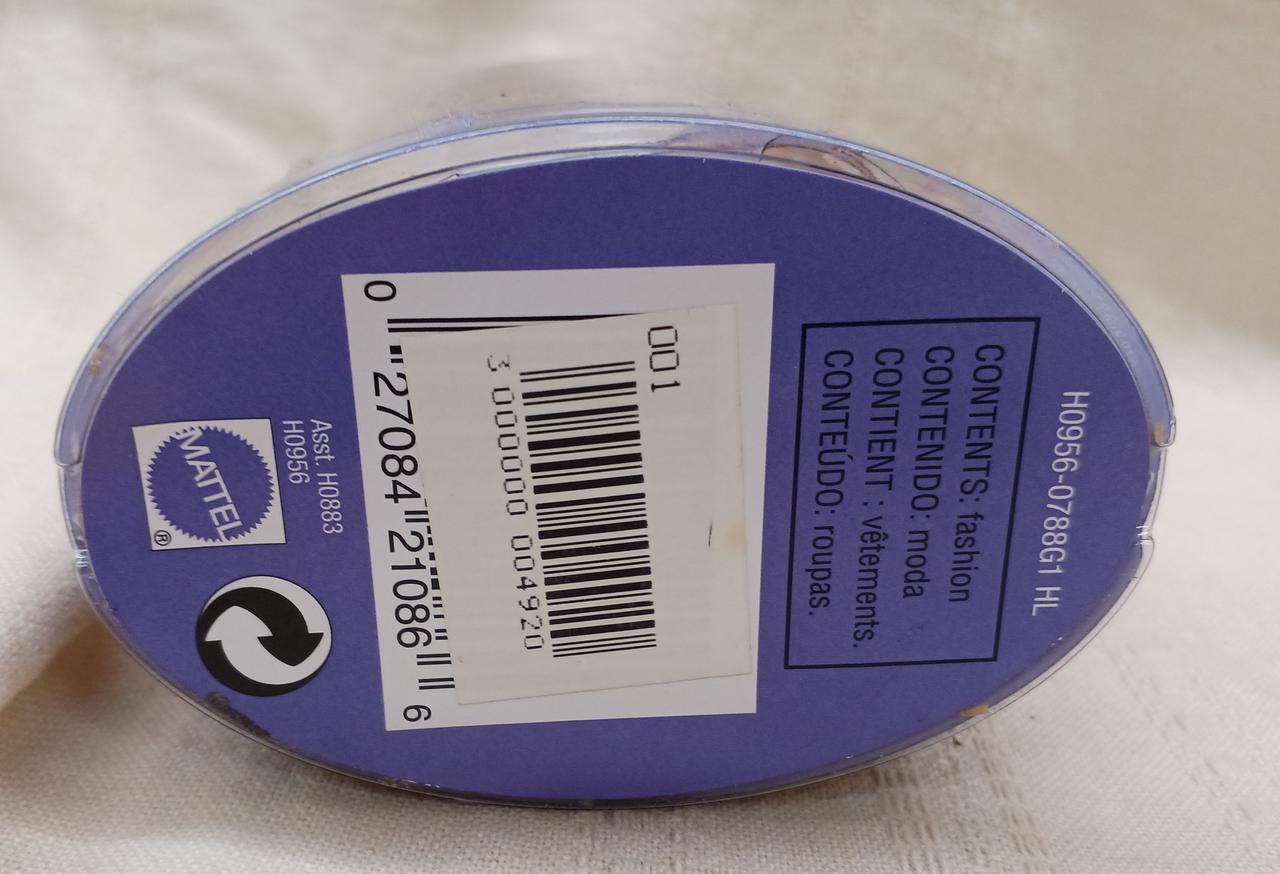 H0956-0788G1 HL
CONTENTS: fashion
CONTENIDO: moda
CONTIENT : vêtements.
CONTEÚDO: roupas.
001
3 000000 004920
0 27084 21086 6
Asst. H0883
H0956
MATTEL
®